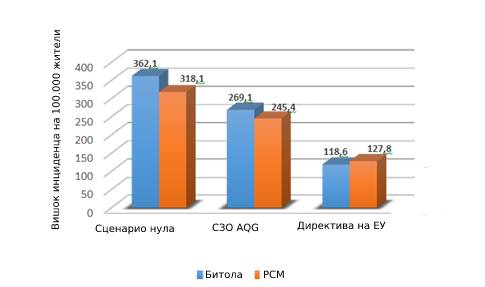 Вишок инциденца на 100.000 жители
400
350
300
250
200
150
100
50
0
362,1
318,1
269,1
245,4
118,6
127,8
Сценарио нула
СЗО AQG
Директива на ЕУ
Битола
РСМ